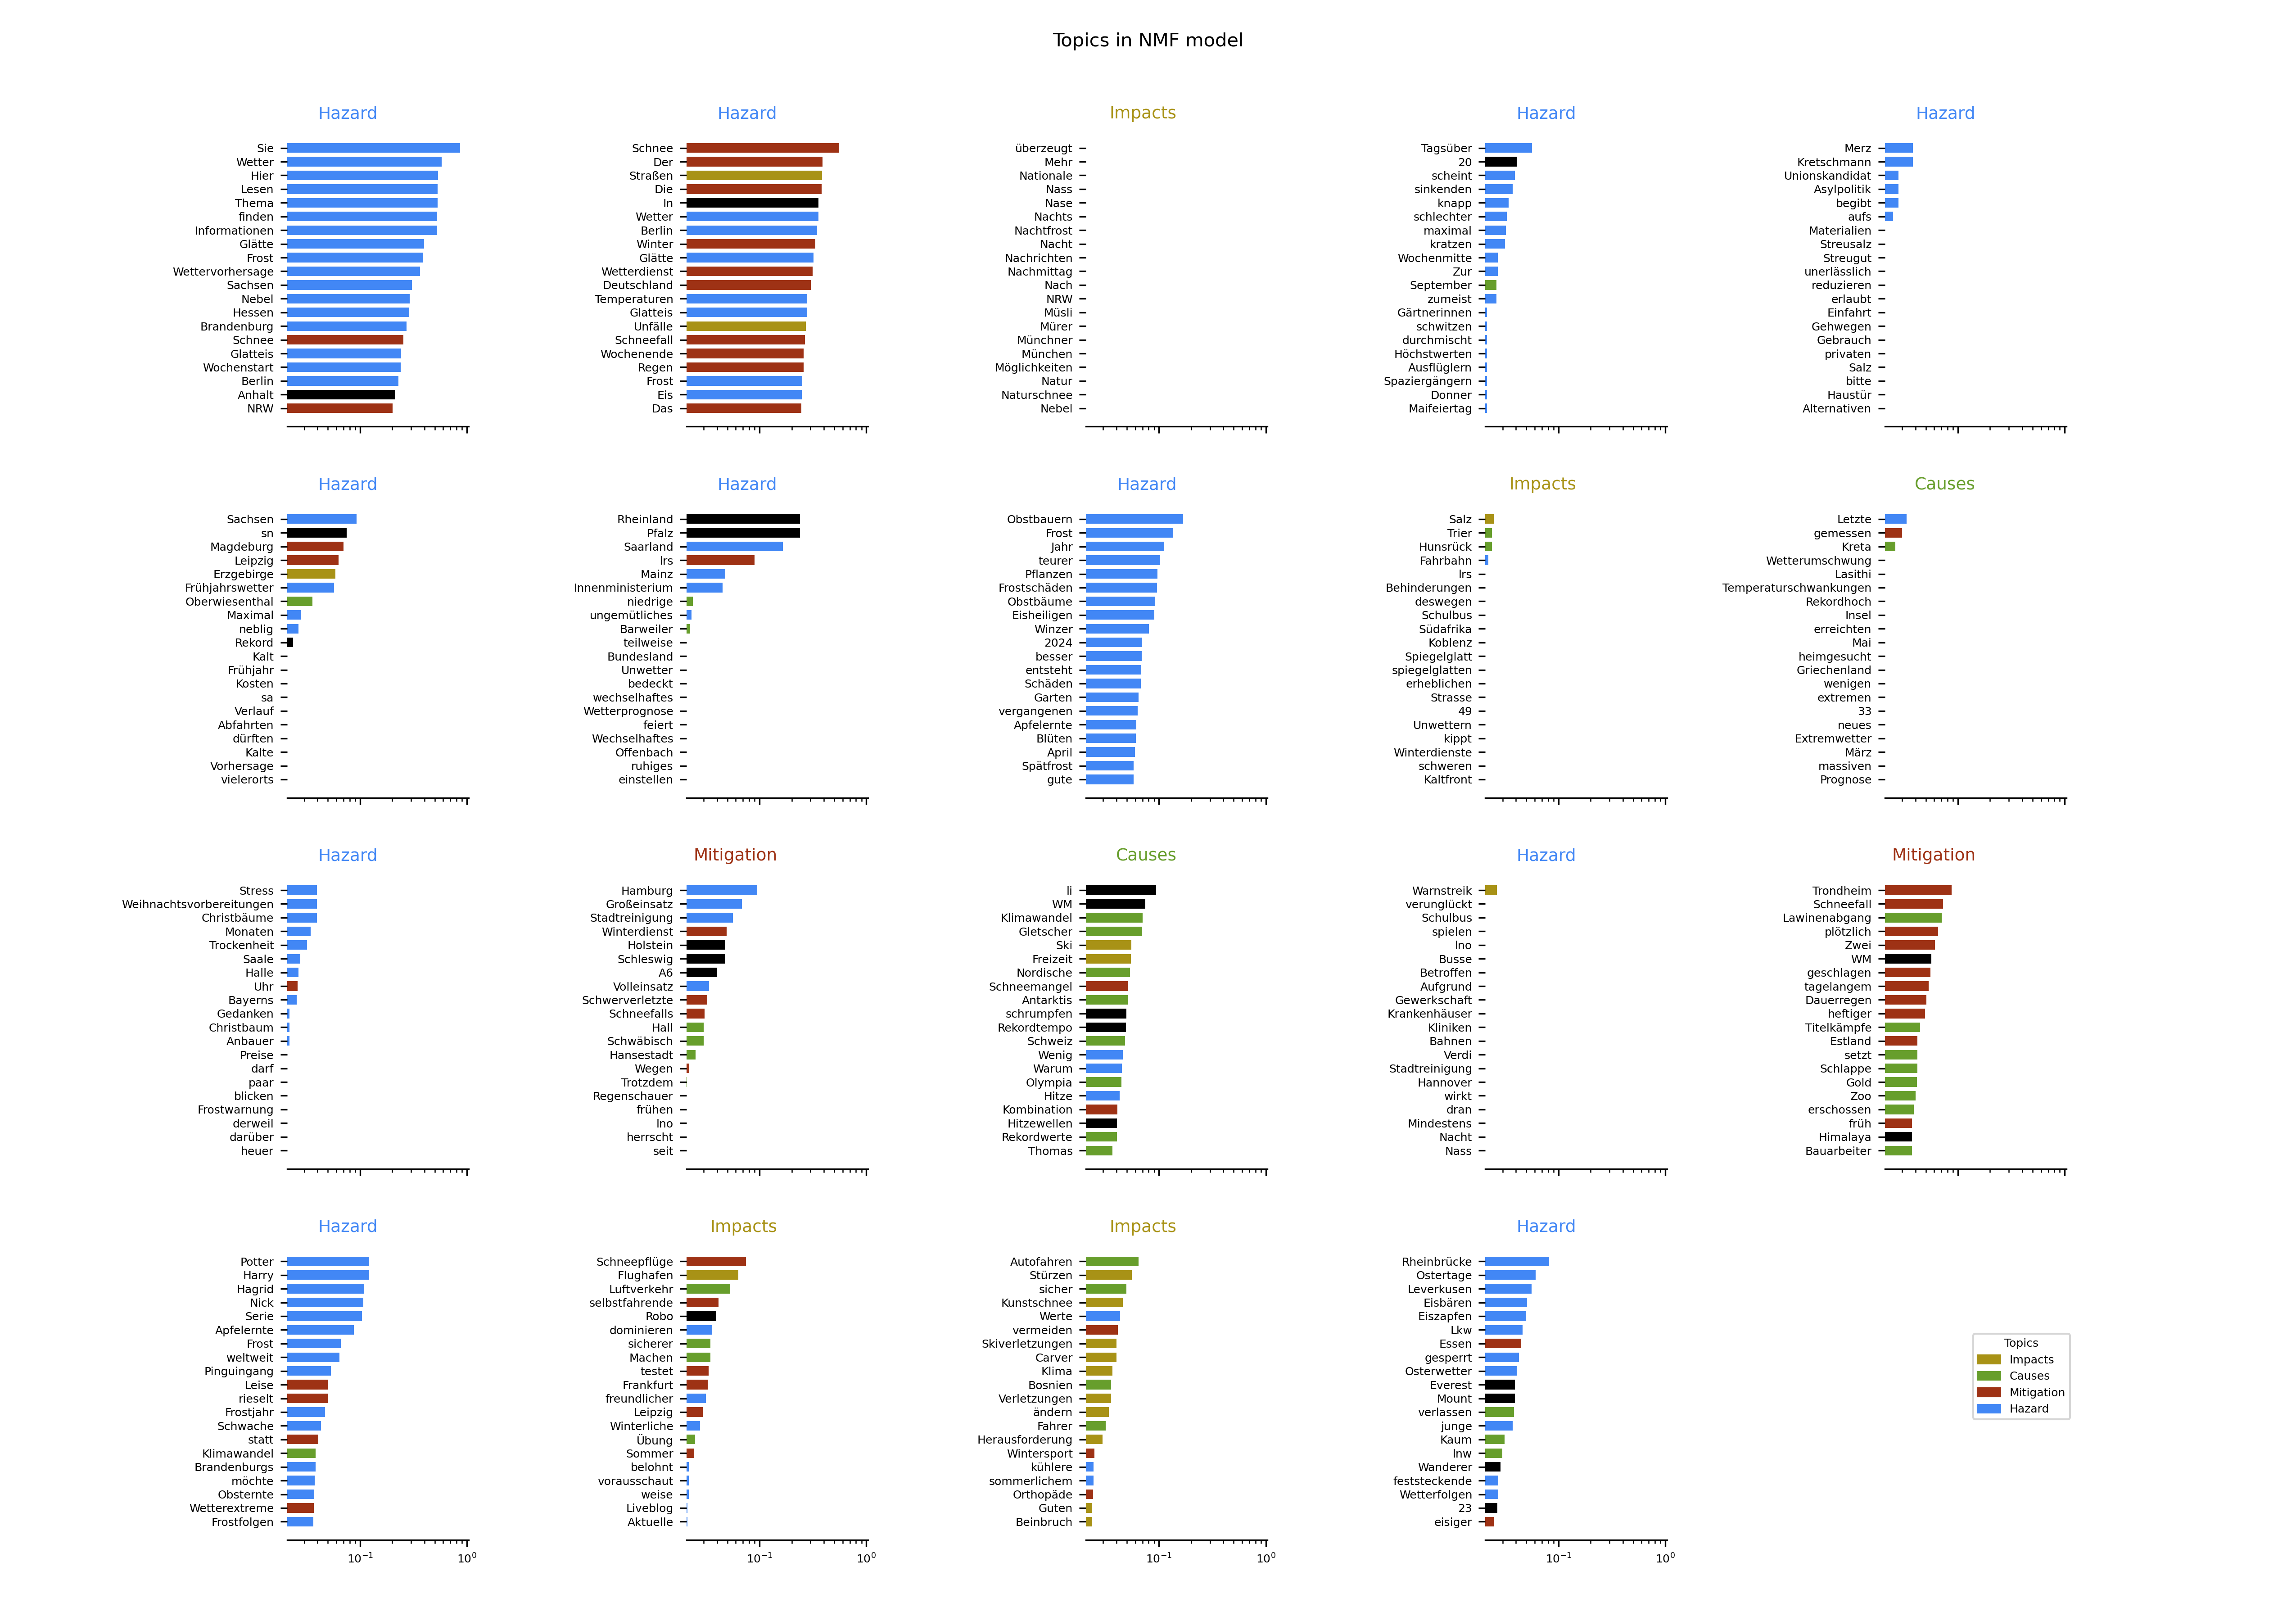 Topics in NMF model
Hazard
Sie
Wetter
Hier
Lesen
Thema
finden
Informationen
Glätte
Frost
Wettervorhersage
Sachsen
Nebel
Hessen
Brandenburg
Schnee
Glatteis
Wochenstart
Berlin
Anhalt
NRW
Hazard
Schnee
Der
Straßen
Die
In
Wetter
Berlin
Winter
Glätte
Wetterdienst
Deutschland
Temperaturen
Glatteis
Unfälle
Schneefall
Wochenende
Regen
Frost
Eis
Das
Impacts
überzeugt
Mehr
Nationale
Nass
Nase
Nachts
Nachtfrost
Nacht
Nachrichten
Nachmittag
Nach
NRW
Müsli
Mürer
Münchner
München
Möglichkeiten
Natur
Naturschnee
Nebel
Hazard
Tagsüber
20
scheint
sinkenden
knapp
schlechter
maximal
kratzen
Wochenmitte
Zur
September
zumeist
Gärtnerinnen
schwitzen
durchmischt
Höchstwerten
Ausflüglern
Spaziergängern
Donner
Maifeiertag
Hazard
Merz
Kretschmann
Unionskandidat
Asylpolitik
begibt
aufs
Materialien
Streusalz
Streugut
unerlässlich
reduzieren
erlaubt
Einfahrt
Gehwegen
Gebrauch
privaten
Salz
bitte
Haustür
Alternativen
Hazard
Sachsen
sn
Magdeburg
Leipzig
Erzgebirge
Frühjahrswetter
Oberwiesenthal
Maximal
neblig
Rekord
Kalt
Frühjahr
Kosten
sa
Verlauf
Abfahrten
dürften
Kalte
Vorhersage
vielerorts
Hazard
Rheinland
Pfalz
Saarland
lrs
Mainz
Innenministerium
niedrige
ungemütliches
Barweiler
teilweise
Bundesland
Unwetter
bedeckt
wechselhaftes
Wetterprognose
feiert
Wechselhaftes
Offenbach
ruhiges
einstellen
Hazard
Obstbauern
Frost
Jahr
teurer
Pflanzen
Frostschäden
Obstbäume
Eisheiligen
Winzer
2024
besser
entsteht
Schäden
Garten
vergangenen
Apfelernte
Blüten
April
Spätfrost
gute
Impacts
Salz
Trier
Hunsrück
Fahrbahn
lrs
Behinderungen
deswegen
Schulbus
Südafrika
Koblenz
Spiegelglatt
spiegelglatten
erheblichen
Strasse
49
Unwettern
kippt
Winterdienste
schweren
Kaltfront
Causes
Letzte
gemessen
Kreta
Wetterumschwung
Lasithi
Temperaturschwankungen
Rekordhoch
Insel
erreichten
Mai
heimgesucht
Griechenland
wenigen
extremen
33
neues
Extremwetter
März
massiven
Prognose
Hazard
Stress
Weihnachtsvorbereitungen
Christbäume
Monaten
Trockenheit
Saale
Halle
Uhr
Bayerns
Gedanken
Christbaum
Anbauer
Preise
darf
paar
blicken
Frostwarnung
derweil
darüber
heuer
Mitigation
Hamburg
Großeinsatz
Stadtreinigung
Winterdienst
Holstein
Schleswig
A6
Volleinsatz
Schwerverletzte
Schneefalls
Hall
Schwäbisch
Hansestadt
Wegen
Trotzdem
Regenschauer
frühen
lno
herrscht
seit
Causes
li
WM
Klimawandel
Gletscher
Ski
Freizeit
Nordische
Schneemangel
Antarktis
schrumpfen
Rekordtempo
Schweiz
Wenig
Warum
Olympia
Hitze
Kombination
Hitzewellen
Rekordwerte
Thomas
Hazard
Warnstreik
verunglückt
Schulbus
spielen
lno
Busse
Betroffen
Aufgrund
Gewerkschaft
Krankenhäuser
Kliniken
Bahnen
Verdi
Stadtreinigung
Hannover
wirkt
dran
Mindestens
Nacht
Nass
Mitigation
Trondheim
Schneefall
Lawinenabgang
plötzlich
Zwei
WM
geschlagen
tagelangem
Dauerregen
heftiger
Titelkämpfe
Estland
setzt
Schlappe
Gold
Zoo
erschossen
früh
Himalaya
Bauarbeiter
Hazard
Potter
Harry
Hagrid
Nick
Serie
Apfelernte
Frost
weltweit
Pinguingang
Leise
rieselt
Frostjahr
Schwache
statt
Klimawandel
Brandenburgs
möchte
Obsternte
Wetterextreme
Frostfolgen
10⁻¹ 10⁰
Impacts
Schneepflüge
Flughafen
Luftverkehr
selbstfahrende
Robo
dominieren
sicherer
Machen
testet
Frankfurt
freundlicher
Leipzig
Winterliche
Übung
Sommer
belohnt
vorausschaut
weise
Liveblog
Aktuelle
10⁻¹ 10⁰
Impacts
Autofahren
Stürzen
sicher
Kunstschnee
Werte
vermeiden
Skiverletzungen
Carver
Klima
Bosnien
Verletzungen
ändern
Fahrer
Herausforderung
Wintersport
kühlere
sommerlichem
Orthopäde
Guten
Beinbruch
10⁻¹ 10⁰
Hazard
Rheinbrücke
Ostertage
Leverkusen
Eisbären
Eiszapfen
Lkw
Essen
gesperrt
Osterwetter
Everest
Mount
verlassen
junge
Kaum
lnw
Wanderer
feststeckende
Wetterfolgen
23
eisiger
10⁻¹ 10⁰
Topics
Impacts
Causes
Mitigation
Hazard